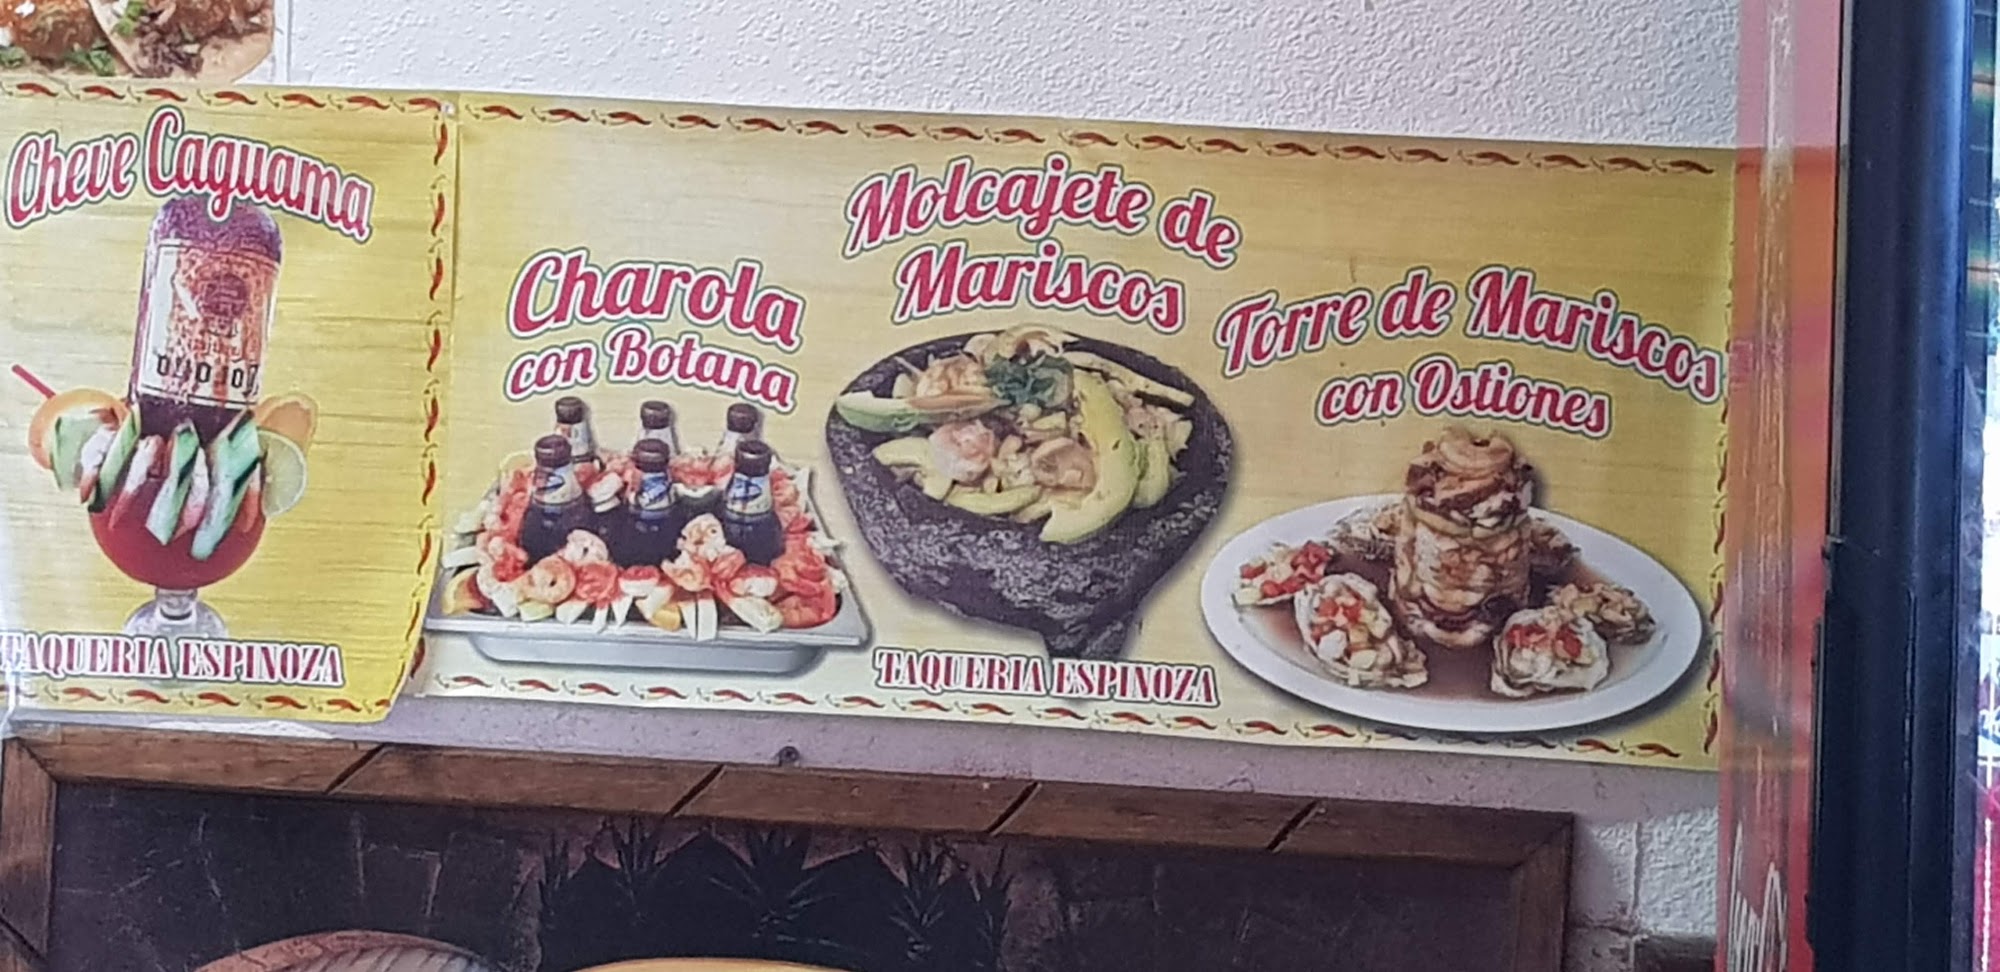 Cheve Caguama
TAQUERIA ESPINOZA
Charola
con Botana
Molcajete de
Mariscos
Torre de Mariscos
con Ostiones
TAQUERIA ESPINOZA